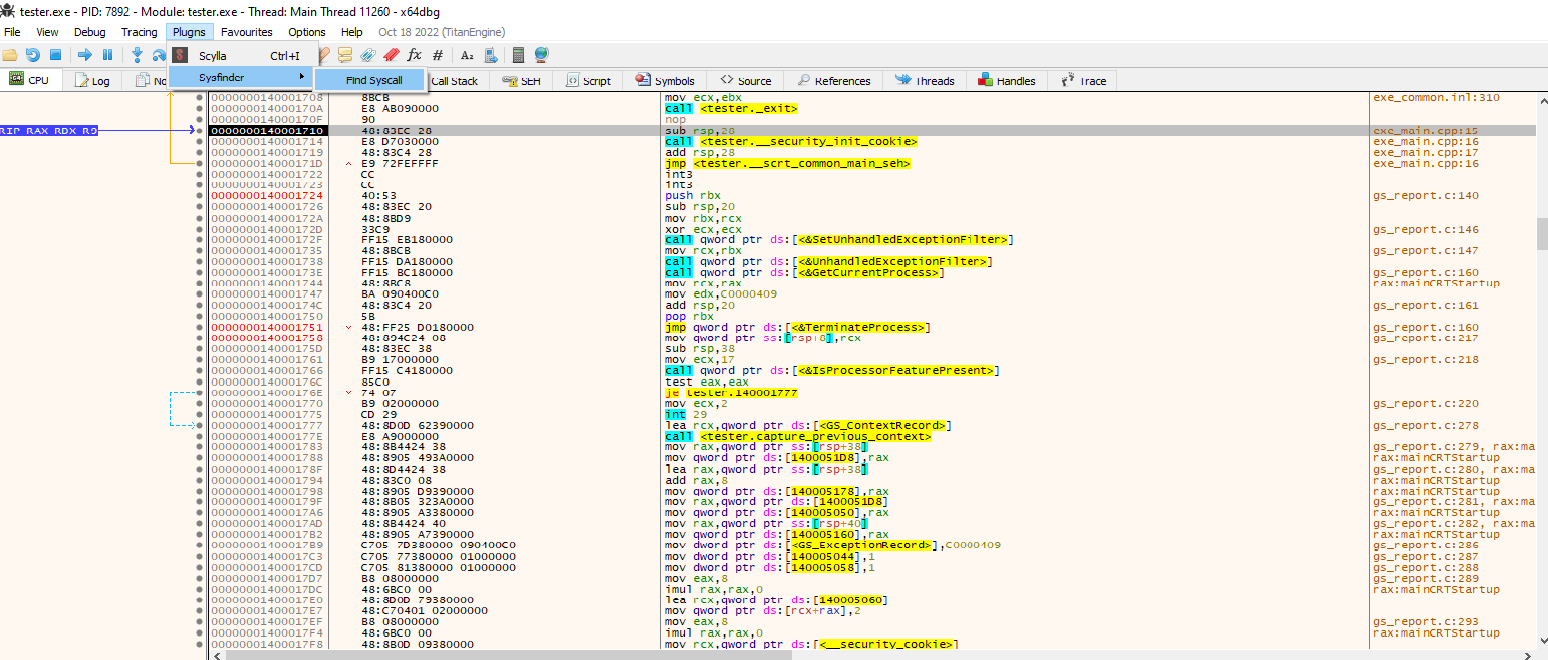 tester.exe - PID: 7892 - Module: tester.exe - Thread: Main Thread 11260 - x64dbg
File View Debug Tracing Plugins Favourites Options Help Oct 18 2022 (TitanEngine)
Scylla Ctrl+I
Sysfinder Find Syscall
CPU Log No Call Stack SEH Script Symbols Source References Threads Handles Trace
0000000140001708 8BCB mov ecx,ebx exe_common.inl:310
000000014000170A E8 AB090000 call <tester._exit>
000000014000170F 90 nop
RIP RAX RDX R9 0000000140001710 48:83EC 28 sub rsp,28 exe_main.cpp:15
0000000140001714 E8 D7030000 call <tester.__security_init_cookie> exe_main.cpp:16
0000000140001719 48:83C4 28 add rsp,28 exe_main.cpp:17
000000014000171D E9 72FEFFFF jmp <tester.__scrt_common_main_seh> exe_main.cpp:16
0000000140001722 CC int3
0000000140001723 CC int3
0000000140001724 40:53 push rbx gs_report.c:140
0000000140001726 48:83EC 20 sub rsp,20
000000014000172A 48:8BD9 mov rbx,rcx
000000014000172D 33C9 xor ecx,ecx gs_report.c:146
000000014000172F FF15 EB180000 call qword ptr ds:[<&SetUnhandledExceptionFilter>]
0000000140001735 48:8BCB mov rcx,rbx gs_report.c:147
0000000140001738 FF15 DA180000 call qword ptr ds:[<&UnhandledExceptionFilter>]
000000014000173E FF15 BC180000 call qword ptr ds:[<&GetCurrentProcess>] gs_report.c:160
0000000140001744 48:8BC8 mov rcx,rax rax:mainCRTStartup
0000000140001747 BA 090400C0 mov edx,C0000409
000000014000174C 48:83C4 20 add rsp,20 gs_report.c:161
0000000140001750 5B pop rbx
0000000140001751 48:FF25 D0180000 jmp qword ptr ds:[<&TerminateProcess>] gs_report.c:160
0000000140001758 48:894C24 08 mov qword ptr ss:[rsp+8],rcx gs_report.c:217
000000014000175D 48:83EC 38 sub rsp,38
0000000140001761 B9 17000000 mov ecx,17 gs_report.c:218
0000000140001766 FF15 C4180000 call qword ptr ds:[<&IsProcessorFeaturePresent>]
000000014000176C 85C0 test eax,eax
000000014000176E 74 07 je tester.140001777
0000000140001770 B9 02000000 mov ecx,2 gs_report.c:220
0000000140001775 CD 29 int 29
0000000140001777 48:8D0D 62390000 lea rcx,qword ptr ds:[<GS_ContextRecord>] gs_report.c:278
000000014000177E E8 A9000000 call <tester.capture_previous_context>
0000000140001783 48:8B4424 38 mov rax,qword ptr ss:[rsp+38] gs_report.c:279, rax:ma
0000000140001788 48:8905 493A0000 mov qword ptr ds:[1400051D8],rax rax:mainCRTStartup
000000014000178F 48:8D4424 38 lea rax,qword ptr ss:[rsp+38] gs_report.c:280, rax:ma
0000000140001794 48:83C0 08 add rax,8 rax:mainCRTStartup
0000000140001798 48:8905 D9390000 mov qword ptr ds:[140005178],rax rax:mainCRTStartup
000000014000179F 48:8B05 323A0000 mov rax,qword ptr ds:[1400051D8] gs_report.c:281, rax:ma
00000001400017A6 48:8905 A3380000 mov qword ptr ds:[140005050],rax rax:mainCRTStartup
00000001400017AD 48:8B4424 40 mov rax,qword ptr ss:[rsp+40] gs_report.c:282, rax:ma
00000001400017B2 48:8905 A7390000 mov qword ptr ds:[140005160],rax rax:mainCRTStartup
00000001400017B9 C705 7D380000 090400C0 mov dword ptr ds:[<GS_ExceptionRecord>],C0000409 gs_report.c:286
00000001400017C3 C705 77380000 01000000 mov dword ptr ds:[140005044],1 gs_report.c:287
00000001400017CD C705 81380000 01000000 mov dword ptr ds:[140005058],1 gs_report.c:288
00000001400017D7 B8 08000000 mov eax,8 gs_report.c:289
00000001400017DC 48:6BC0 00 imul rax,rax,0 rax:mainCRTStartup
00000001400017E0 48:8D0D 79380000 lea rcx,qword ptr ds:[140005060]
00000001400017E7 48:C70401 02000000 mov qword ptr ds:[rcx+rax],2
00000001400017EF B8 08000000 mov eax,8 gs_report.c:293
00000001400017F4 48:6BC0 00 imul rax,rax,0 rax:mainCRTStartup
00000001400017F8 48:8B0D 09380000 mov rcx,qword ptr ds:[<__security_cookie>]